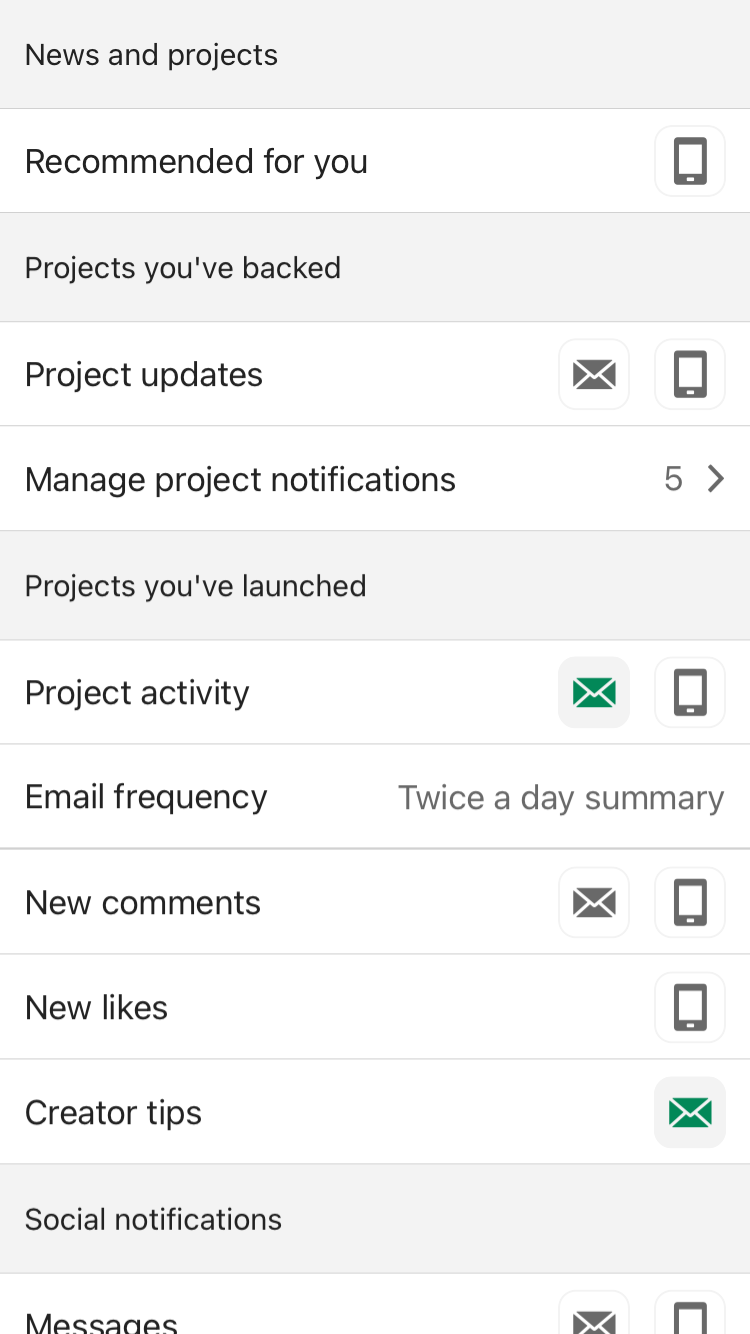 News and projects
Recommended for you
Projects you've backed
Project updates
Manage project notifications 5
Projects you've launched
Project activity
Email frequency Twice a day summary
New comments
New likes
Creator tips
Social notifications
Messages